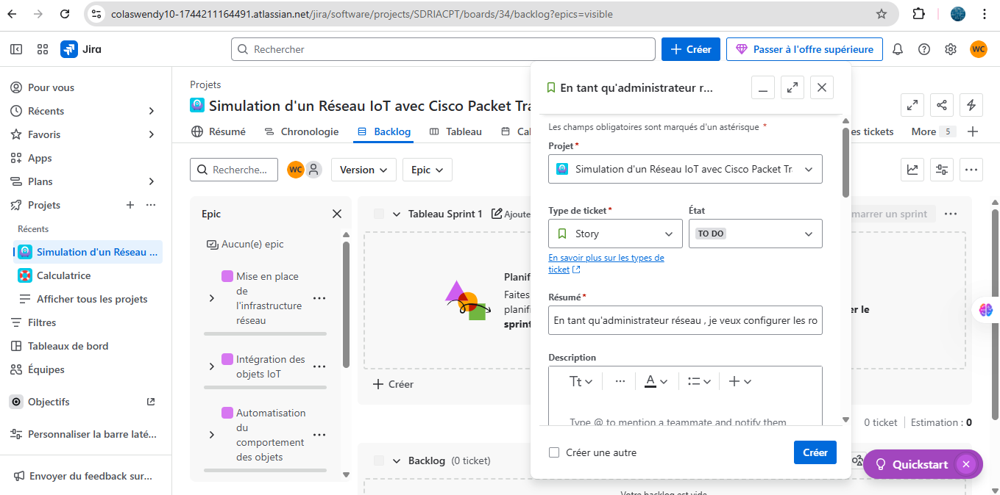 colaswendy10-1744211164491.atlassian.net/jira/software/projects/SDRIACPT/boards/34/backlog?epics=visible
Jira
Rechercher
Créer
Passer à l'offre supérieure
WC
Pour vous
Récents
Favoris
Apps
Plans
Projets
Récents
Simulation d'un Réseau ...
Calculatrice
Afficher tous les projets
Filtres
Tableaux de bord
Équipes
Objectifs
Personnaliser la barre laté...
Envoyer du feedback sur...
Projets
Simulation d'un Réseau IoT avec Cisco Packet Tra
Résumé
Chronologie
Backlog
Tableau
Cal
es tickets
More 5
Recherche...
WC
Version
Epic
Epic
Aucun(e) epic
Mise en place
de
l'infrastructure
réseau
Intégration des
objets IoT
Automatisation
du
comportement
des objets
Tableau Sprint 1
Ajoute
marrer un sprint
Planif
Faites
planifi
sprint
er le
Créer
0 ticket
Estimation : 0
Backlog (0 ticket)
Votre backlog est vide
En tant qu'administrateur r...
Les champs obligatoires sont marqués d'un astérisque *
Projet *
Simulation d'un Réseau IoT avec Cisco Packet Tra
Type de ticket *
État
Story
TO DO
En savoir plus sur les types de
ticket
Résumé *
En tant qu'administrateur réseau , je veux configurer les ro
Description
Tt
...
A
Type @ to mention a teammate and notify them
Créer une autre
Créer
Quickstart